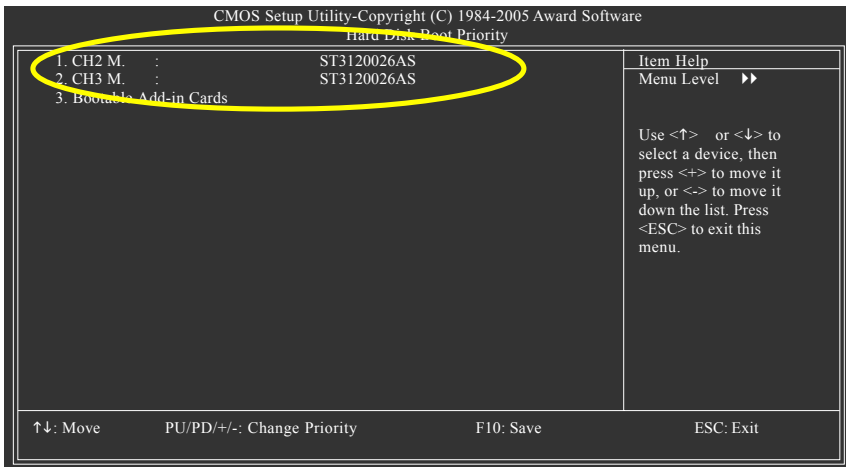 CMOS Setup Utility-Copyright (C) 1984-2005 Award Software
Hard Disk Boot Priority
1. CH2 M. : ST3120026AS
2. CH3 M. : ST3120026AS
3. Bootable Add-in Cards
Item Help
Menu Level ▸▸
Use <↑> or <↓> to
select a device, then
press <+> to move it
up, or <-> to move it
down the list. Press
<ESC> to exit this
menu.
↑↓: Move PU/PD/+/-: Change Priority F10: Save ESC: Exit